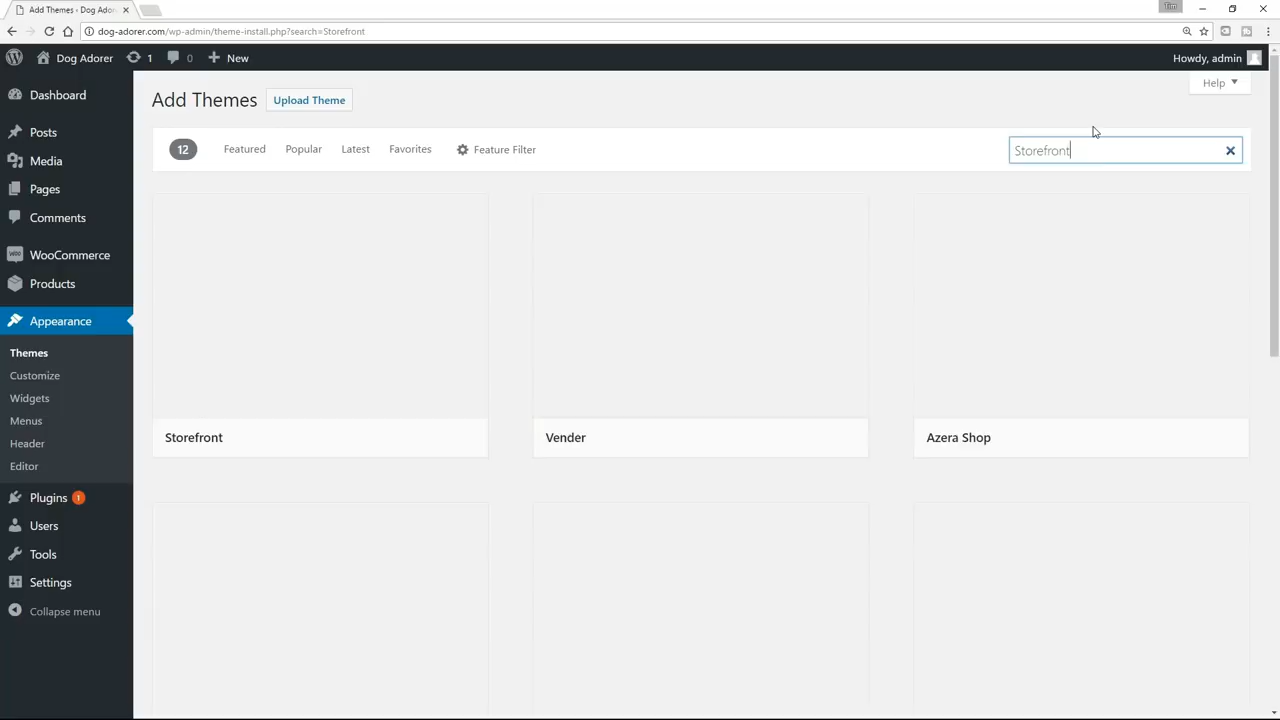 Add Themes ‹ Dog Adorer
Tim
dog-adorer.com/wp-admin/theme-install.php?search=Storefront
Dog Adorer
1
0
New
Howdy, admin
Dashboard
Posts
Media
Pages
Comments
WooCommerce
Products
Appearance
Themes
Customize
Widgets
Menus
Header
Editor
Plugins 1
Users
Tools
Settings
Collapse menu
Help
Add Themes Upload Theme
12 Featured Popular Latest Favorites Feature Filter
Storefront
Storefront Vender Azera Shop